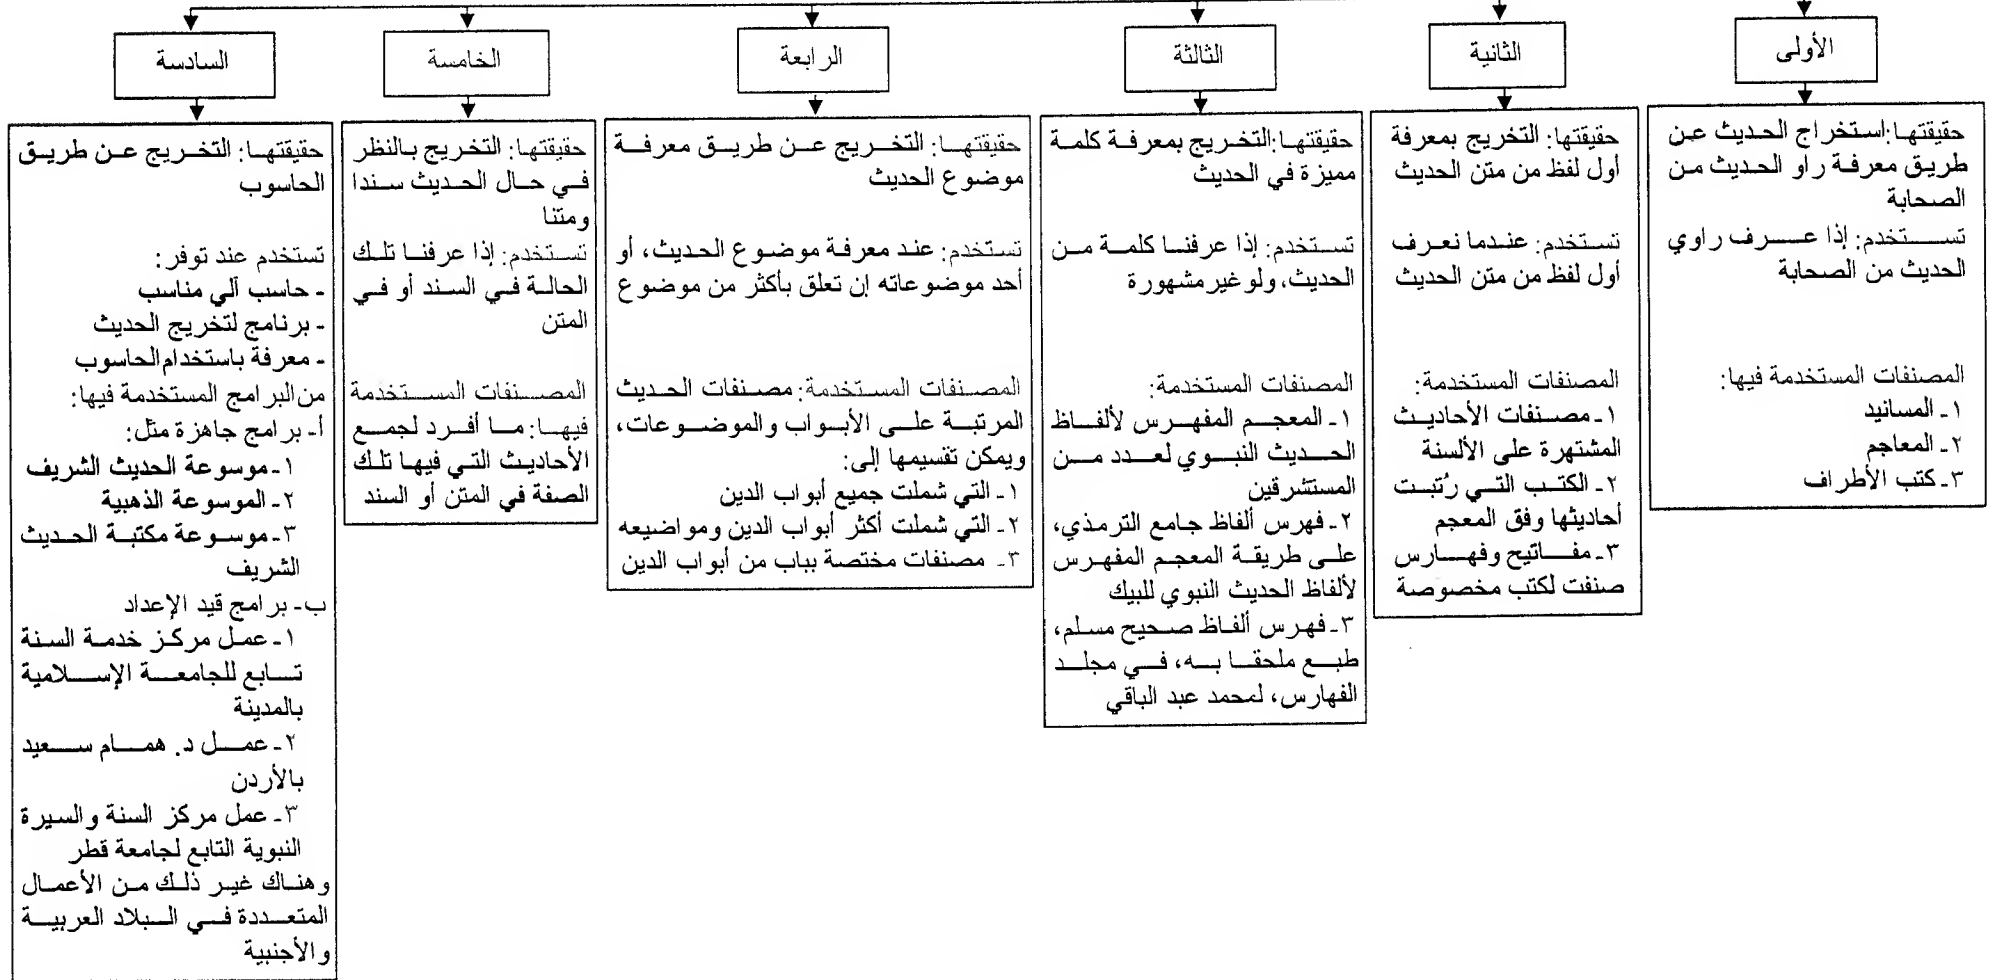 الأولى
حقيقتها: استخراج الحديث عن
طريق معرفة راو الحديث من
الصحابة
تستخدم: إذا عرف راوي
الحديث من الصحابة
المصنفات المستخدمة فيها:
١- المسانيد
٢- المعاجم
٣- كتب الأطراف
الثانية
حقيقتها: التخريج بمعرفة
أول لفظ من متن الحديث
تستخدم: عندما نعرف
أول لفظ من متن الحديث
المصنفات المستخدمة:
١- مصنفات الأحاديث
المشتهرة على الألسنة
٢- الكتب التي رُتبت
أحاديثها وفق المعجم
٣- مفاتيح وفهارس
صنفت لكتب مخصوصة
الثالثة
حقيقتها: التخريج بمعرفة كلمة
مميزة في الحديث
تستخدم: إذا عرفنا كلمة من
الحديث، ولو غير مشهورة
المصنفات المستخدمة:
١- المعجم المفهرس لألفاظ
الحديث النبوي لعدد من
المستشرقين
٢- فهرس ألفاظ جامع الترمذي،
على طريقة المعجم المفهرس
لألفاظ الحديث النبوي للبيك
٣- فهرس ألفاظ صحيح مسلم،
طبع ملحقا به، في مجلد
الفهارس، لمحمد عبد الباقي
الرابعة
حقيقتها: التخريج عن طريق معرفة
موضوع الحديث
تستخدم: عند معرفة موضوع الحديث، أو
أحد موضوعاته إن تعلق بأكثر من موضوع
المصنفات المستخدمة: مصنفات الحديث
المرتبة على الأبواب والموضوعات،
ويمكن تقسيمها إلى:
١- التي شملت جميع أبواب الدين
٢- التي شملت أكثر أبواب الدين ومواضيعه
٣- مصنفات مختصة بباب من أبواب الدين
الخامسة
حقيقتها: التخريج بالنظر
في حال الحديث سندا
ومتنا
تستخدم: إذا عرفنا تلك
الحالة في السند أو في
المتن
المصنفات المستخدمة
فيها: ما أفرد لجمع
الأحاديث التي فيها تلك
الصفة في المتن أو السند
السادسة
حقيقتها: التخريج عن طريق
الحاسوب
تستخدم عند توفر:
- حاسب آلي مناسب
- برنامج لتخريج الحديث
- معرفة باستخدام الحاسوب
من البرامج المستخدمة فيها:
أ- برامج جاهزة مثل:
١- موسوعة الحديث الشريف
٢- الموسوعة الذهبية
٣- موسوعة مكتبة الحديث
الشريف
ب- برامج قيد الإعداد
١- عمل مركز خدمة السنة
تابع للجامعة الإسلامية
بالمدينة
٢- عمل د. همام سعيد
بالأردن
٣- عمل مركز السنة والسيرة
النبوية التابع لجامعة قطر
وهناك غير ذلك من الأعمال
المتعددة في البلاد العربية
والأجنبية